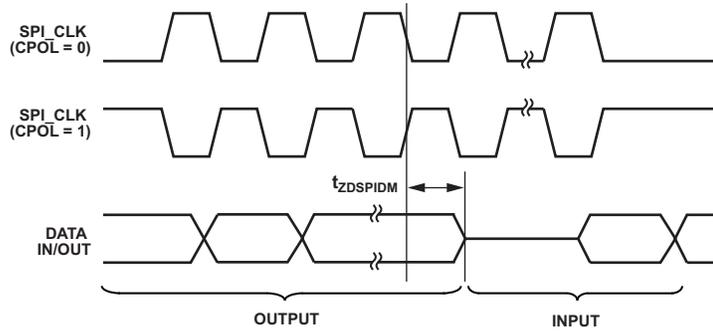 SPI_CLK
(CPOL = 0)
SPI_CLK
(CPOL = 1)
tZDSPIDM
DATA
IN/OUT
OUTPUT
INPUT